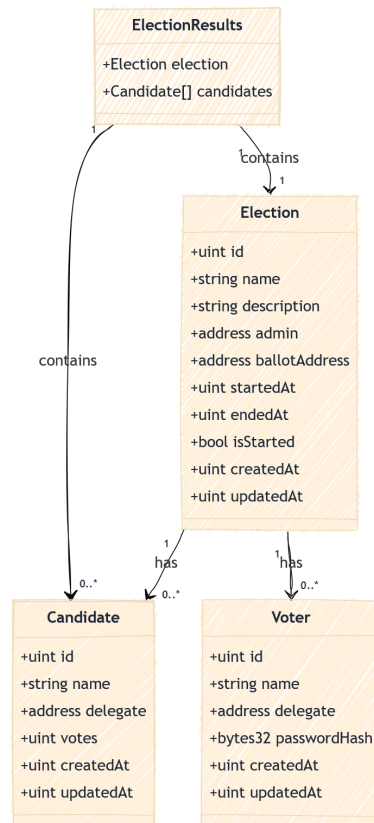 ElectionResults
+Election election
+Candidate[] candidates
1
1
contains
1
Election
+uint id
+string name
+string description
+address admin
+address ballotAddress
+uint startedAt
+uint endedAt
+bool isStarted
+uint createdAt
+uint updatedAt
contains
1
has
1
has
0..*
0..*
0..*
Candidate
+uint id
+string name
+address delegate
+uint votes
+uint createdAt
+uint updatedAt
Voter
+uint id
+string name
+address delegate
+bytes32 passwordHash
+uint createdAt
+uint updatedAt